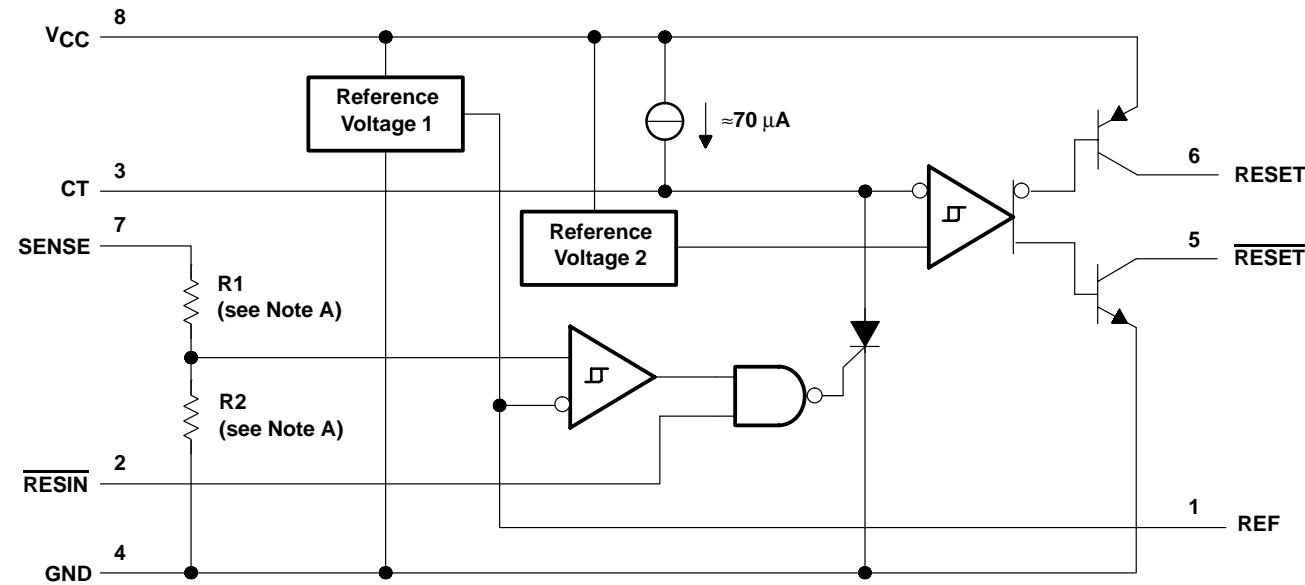 8
VCC
Reference
Voltage 1
≈70 μA
3
CT
6
RESET
7
SENSE
Reference
Voltage 2
5
RESET
R1
(see Note A)
R2
(see Note A)
2
RESIN
1
REF
4
GND